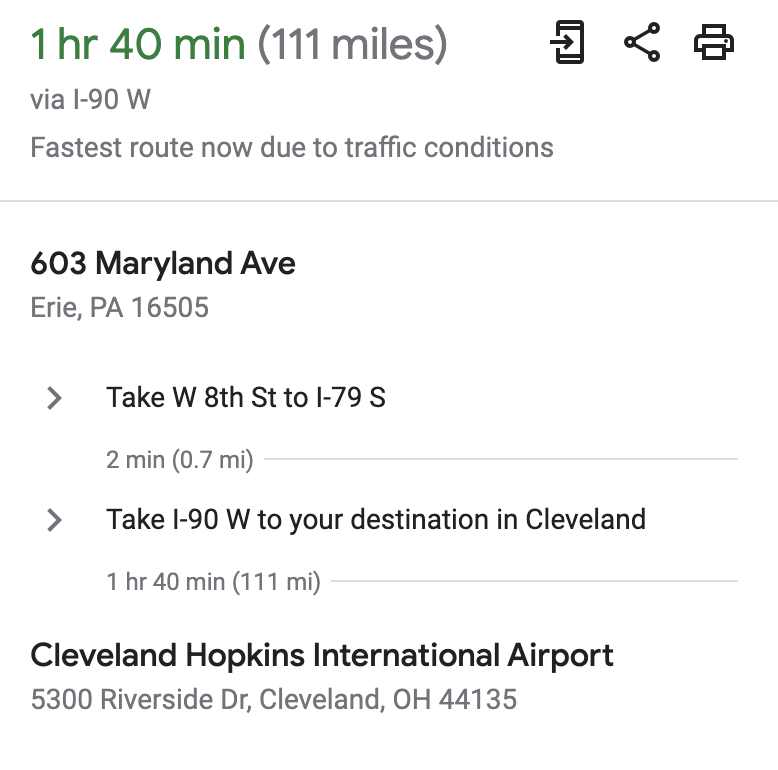 1 hr 40 min (111 miles)
via I-90 W
Fastest route now due to traffic conditions
603 Maryland Ave
Erie, PA 16505
Take W 8th St to I-79 S
2 min (0.7 mi)
Take I-90 W to your destination in Cleveland
1 hr 40 min (111 mi)
Cleveland Hopkins International Airport
5300 Riverside Dr, Cleveland, OH 44135